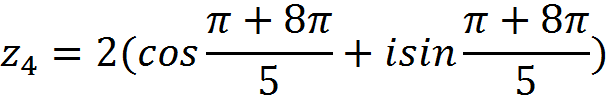 z₄ = 2(cos (π + 8π)/5 + isin (π + 8π)/5)